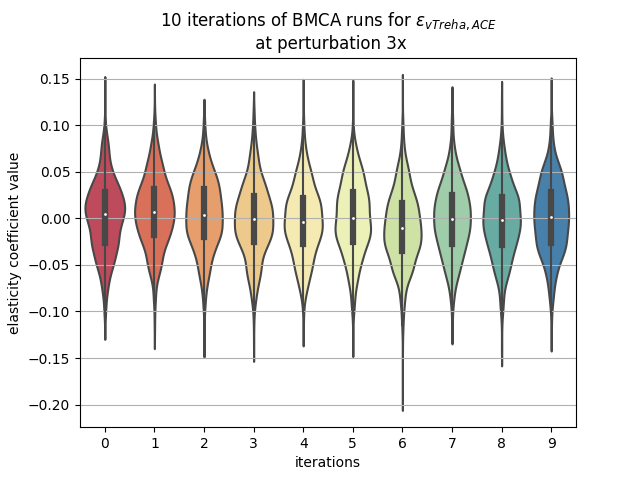 10 iterations of BMCA runs for ε_{vTreha, ACE}
at perturbation 3x
elasticity coefficient value
0.15
0.10
0.05
0.00
−0.05
−0.10
−0.15
−0.20
0 1 2 3 4 5 6 7 8 9
iterations